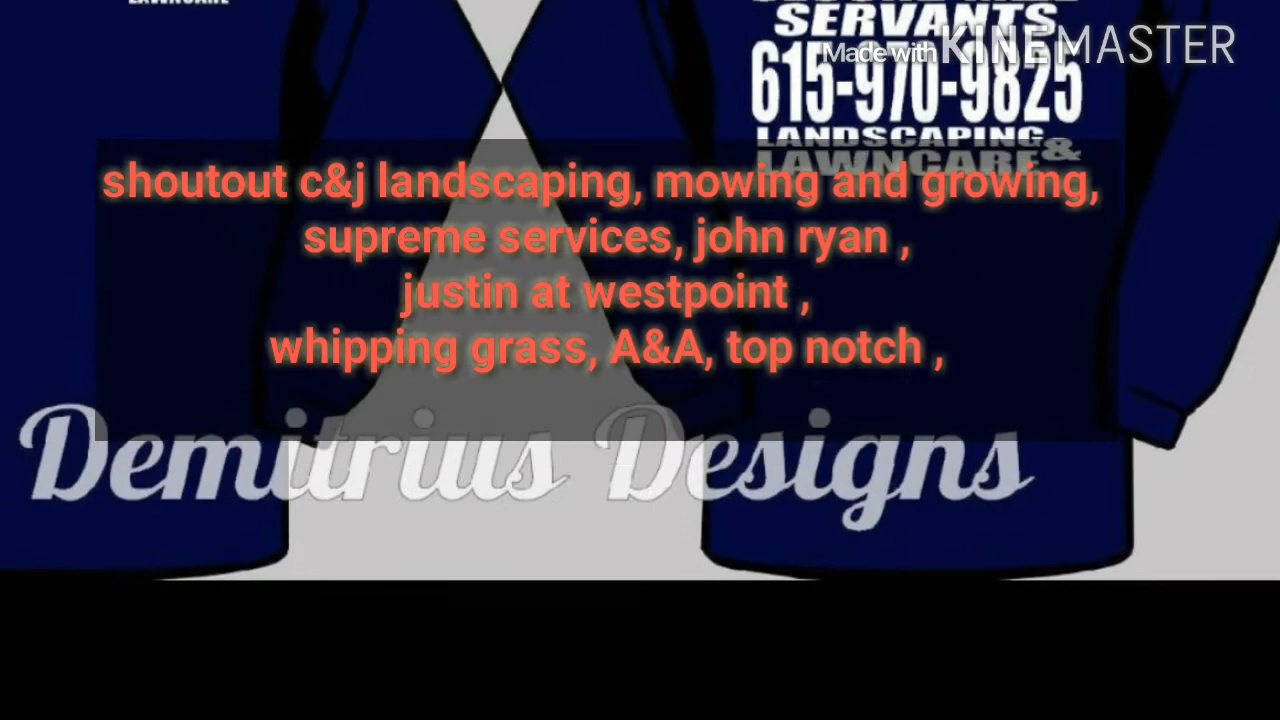 LAWNCARE
SERVANTS
Made with KINEMASTER
615-970-9825
LANDSCAPING
& LAWNCARE
shoutout c&j landscaping, mowing and growing,
supreme services, john ryan ,
justin at westpoint ,
whipping grass, A&A, top notch ,
Demitrius Designs